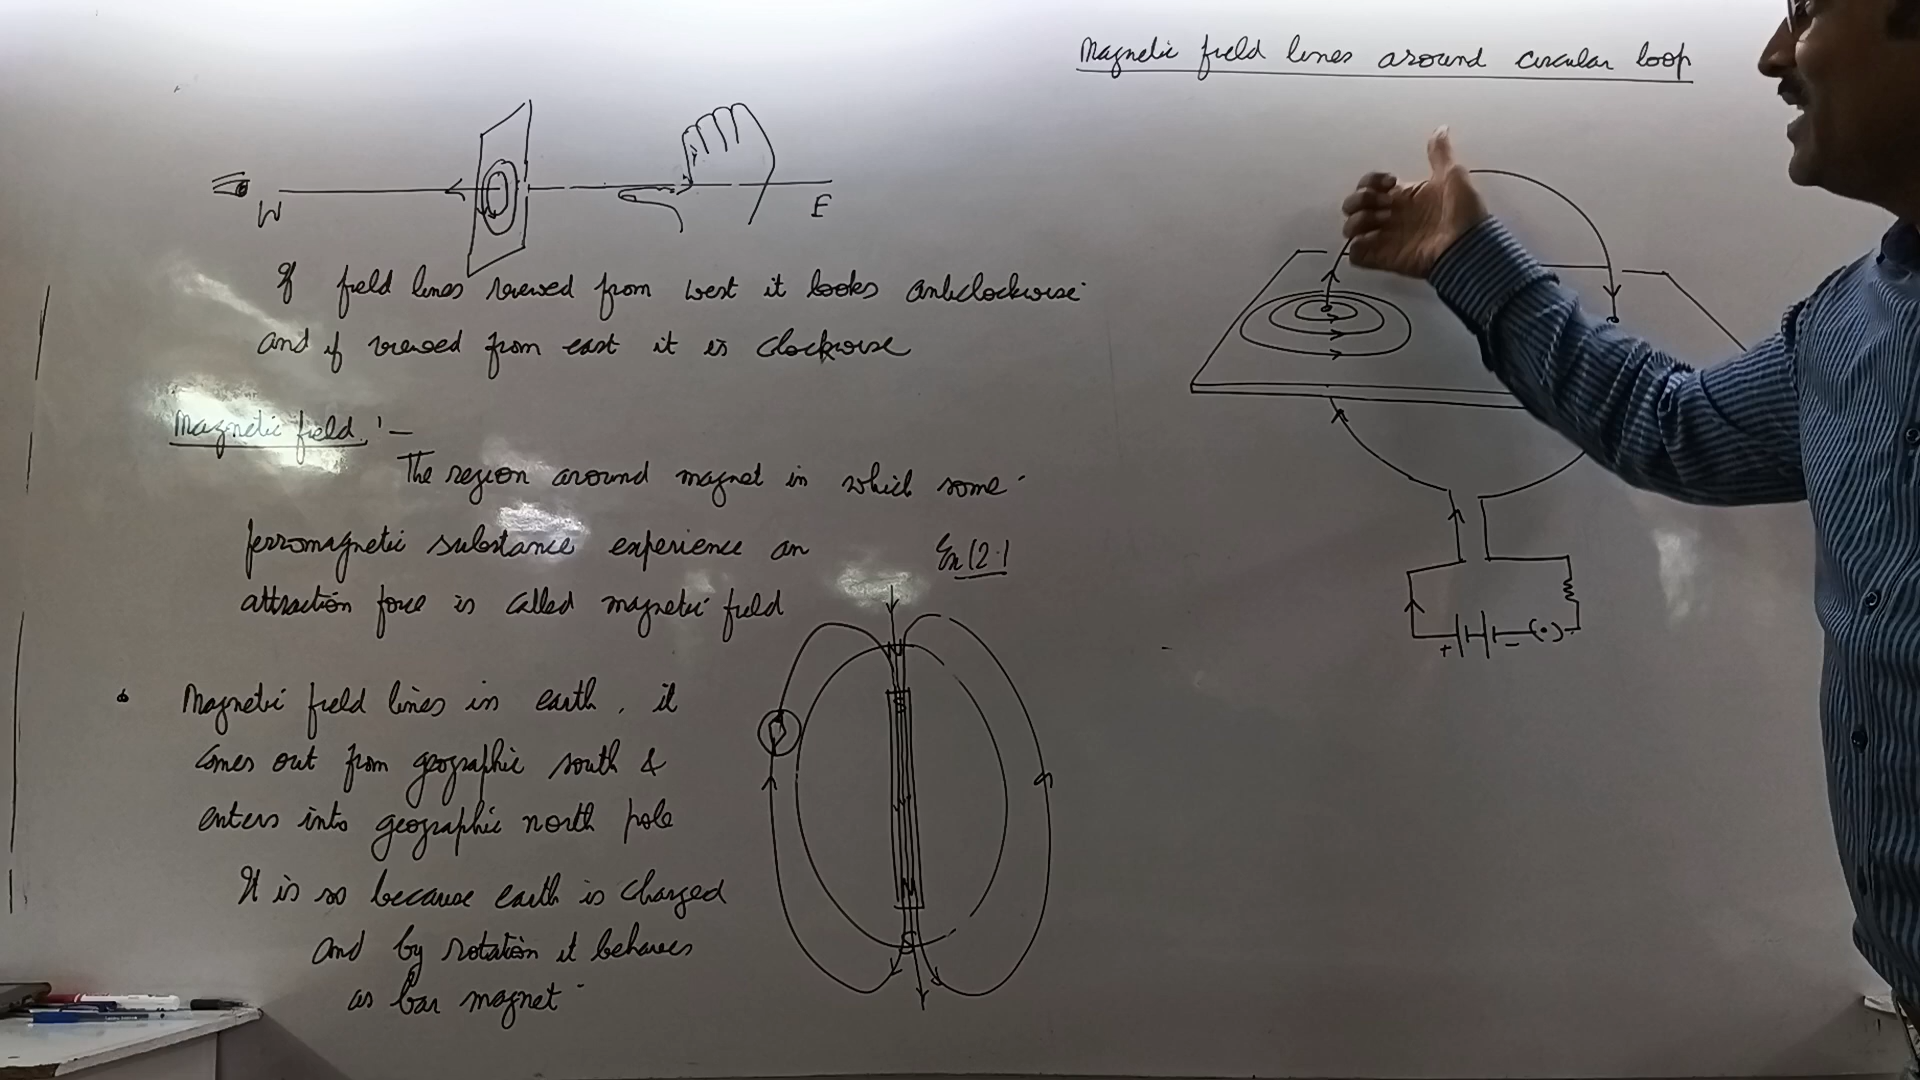 Magnetic field lines around circular loop
W
E
If field lines viewed from west it looks anticlockwise
and if viewed from east it is clockwise
Magnetic field :-
The region around magnet in which some
ferromagnetic substance experience an
attraction force is called magnetic field
Ex 12.1
N
S
N
S
• Magnetic field lines in earth, it
comes out from geographic south &
enters into geographic north pole
It is so because earth is charged
and by rotation it behaves
as bar magnet
+ - (•)